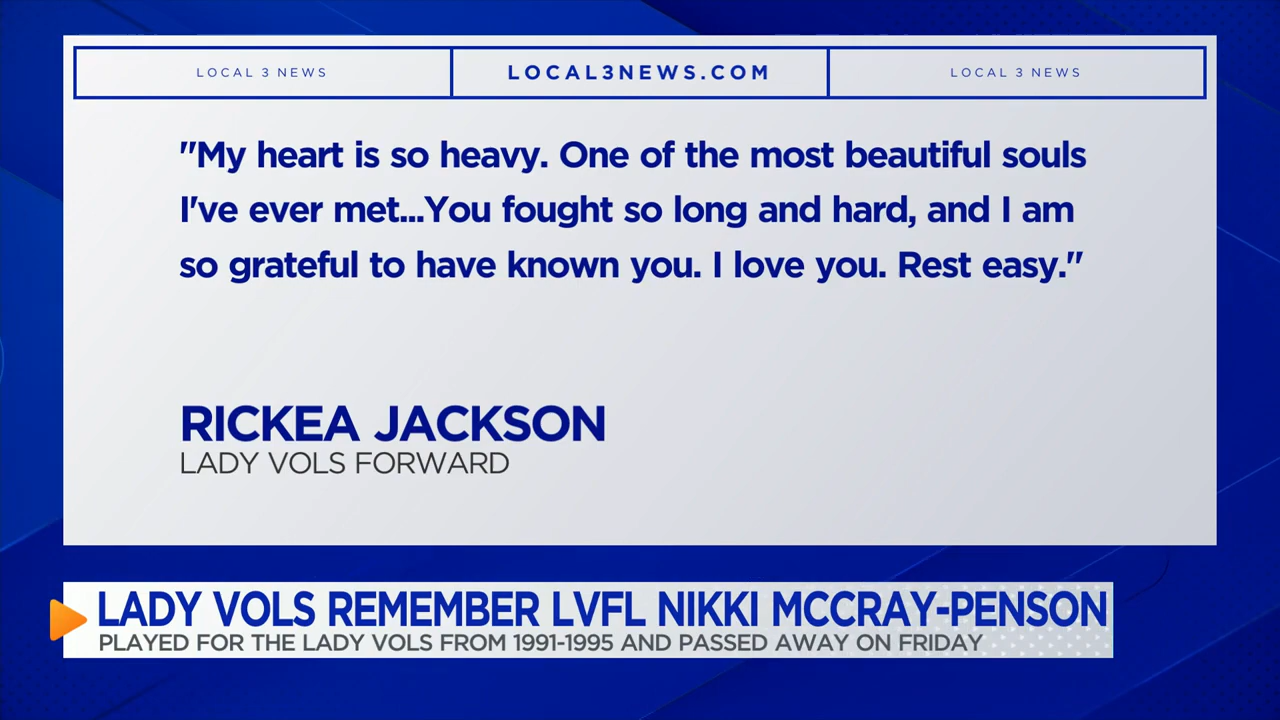 LOCAL 3 NEWS
LOCAL3NEWS.COM
LOCAL 3 NEWS
"My heart is so heavy. One of the most beautiful souls
I've ever met...You fought so long and hard, and I am
so grateful to have known you. I love you. Rest easy."
RICKEA JACKSON
LADY VOLS FORWARD
LADY VOLS REMEMBER LVFL NIKKI MCCRAY-PENSON
PLAYED FOR THE LADY VOLS FROM 1991-1995 AND PASSED AWAY ON FRIDAY